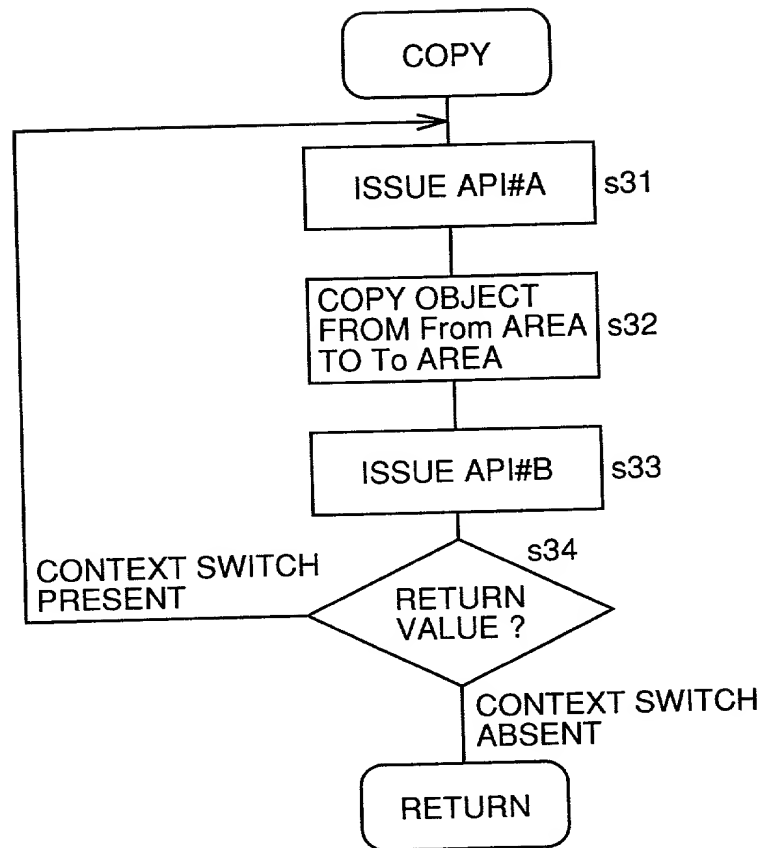 COPY
ISSUE API#A
s31
COPY OBJECT
FROM From AREA
TO To AREA
s32
ISSUE API#B
s33
s34
RETURN
VALUE ?
CONTEXT SWITCH
PRESENT
CONTEXT SWITCH
ABSENT
RETURN